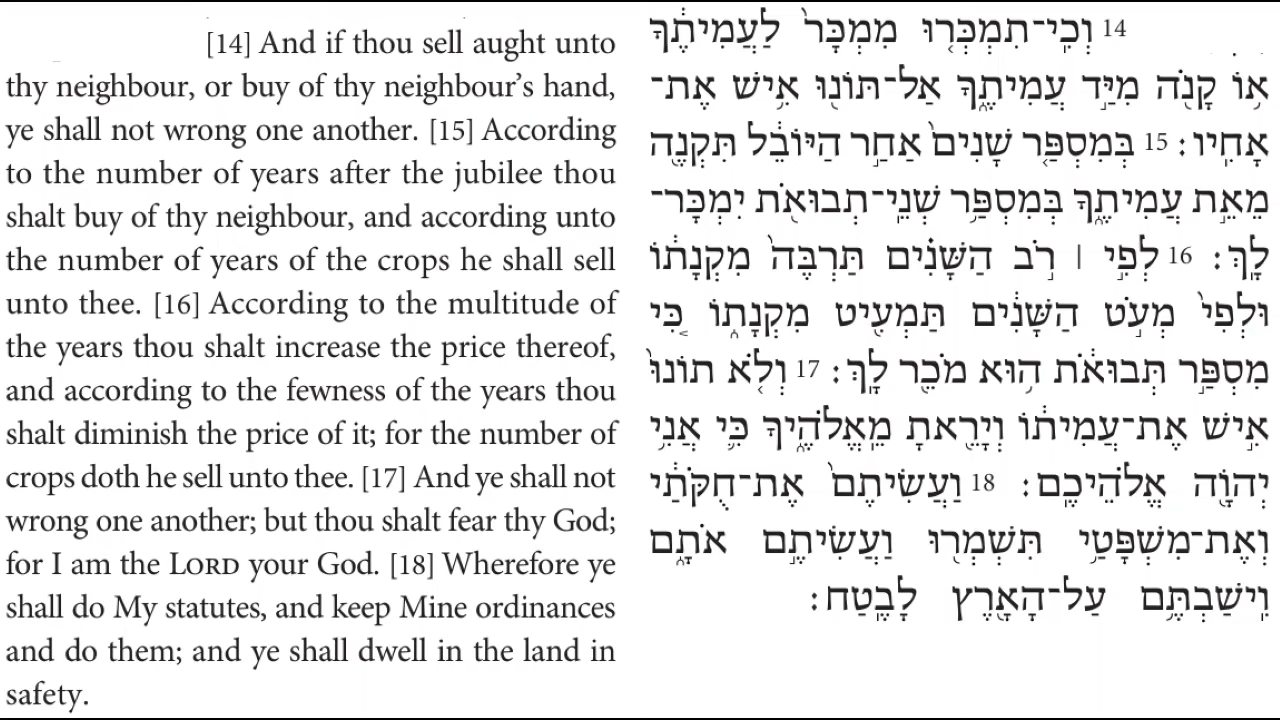 [14] And if thou sell aught unto
thy neighbour, or buy of thy neighbour’s hand,
ye shall not wrong one another. [15] According
to the number of years after the jubilee thou
shalt buy of thy neighbour, and according unto
the number of years of the crops he shall sell
unto thee. [16] According to the multitude of
the years thou shalt increase the price thereof,
and according to the fewness of the years thou
shalt diminish the price of it; for the number of
crops doth he sell unto thee. [17] And ye shall not
wrong one another; but thou shalt fear thy God;
for I am the LORD your God. [18] Wherefore ye
shall do My statutes, and keep Mine ordinances
and do them; and ye shall dwell in the land in
safety.
14 וְכִֽי־תִמְכְּר֤וּ מִמְכָּר֙ לַעֲמִיתֶ֔ךָ
א֥וֹ קָנֹ֖ה מִיַּ֣ד עֲמִיתֶ֑ךָ אַל־תּוֹנ֖וּ אִ֥ישׁ אֶת־
אָחִֽיו׃ 15 בְּמִסְפַּ֤ר שָׁנִים֙ אַחַ֣ר הַיּוֹבֵ֔ל תִּקְנֶ֖ה
מֵאֵ֣ת עֲמִיתֶ֑ךָ בְּמִסְפַּ֥ר שְׁנֵֽי־תְבוּאֹ֖ת יִמְכָּר־
לָֽךְ׃ 16 לְפִ֣י ׀ רֹ֣ב הַשָּׁנִ֗ים תַּרְבֶּה֙ מִקְנָת֔וֹ
וּלְפִי֙ מְעֹ֣ט הַשָּׁנִ֔ים תַּמְעִ֖יט מִקְנָת֑וֹ כִּ֚י
מִסְפַּ֣ר תְּבוּאֹ֔ת ה֥וּא מֹכֵ֖ר לָֽךְ׃ 17 וְלֹ֤א תוֹנוּ֙
אִ֣ישׁ אֶת־עֲמִית֔וֹ וְיָרֵ֖אתָ מֵֽאֱלֹהֶ֑יךָ כִּ֛י אֲנִ֥י
יְהוָֹ֖ה אֱלֹהֵיכֶֽם׃ 18 וַעֲשִׂיתֶם֙ אֶת־חֻקֹּתַ֔י
וְאֶת־מִשְׁפָּטַ֥י תִּשְׁמְר֖וּ וַעֲשִׂיתֶ֣ם אֹתָ֑ם
וִֽישַׁבְתֶּ֥ם עַל־הָאָ֖רֶץ לָבֶֽטַח׃